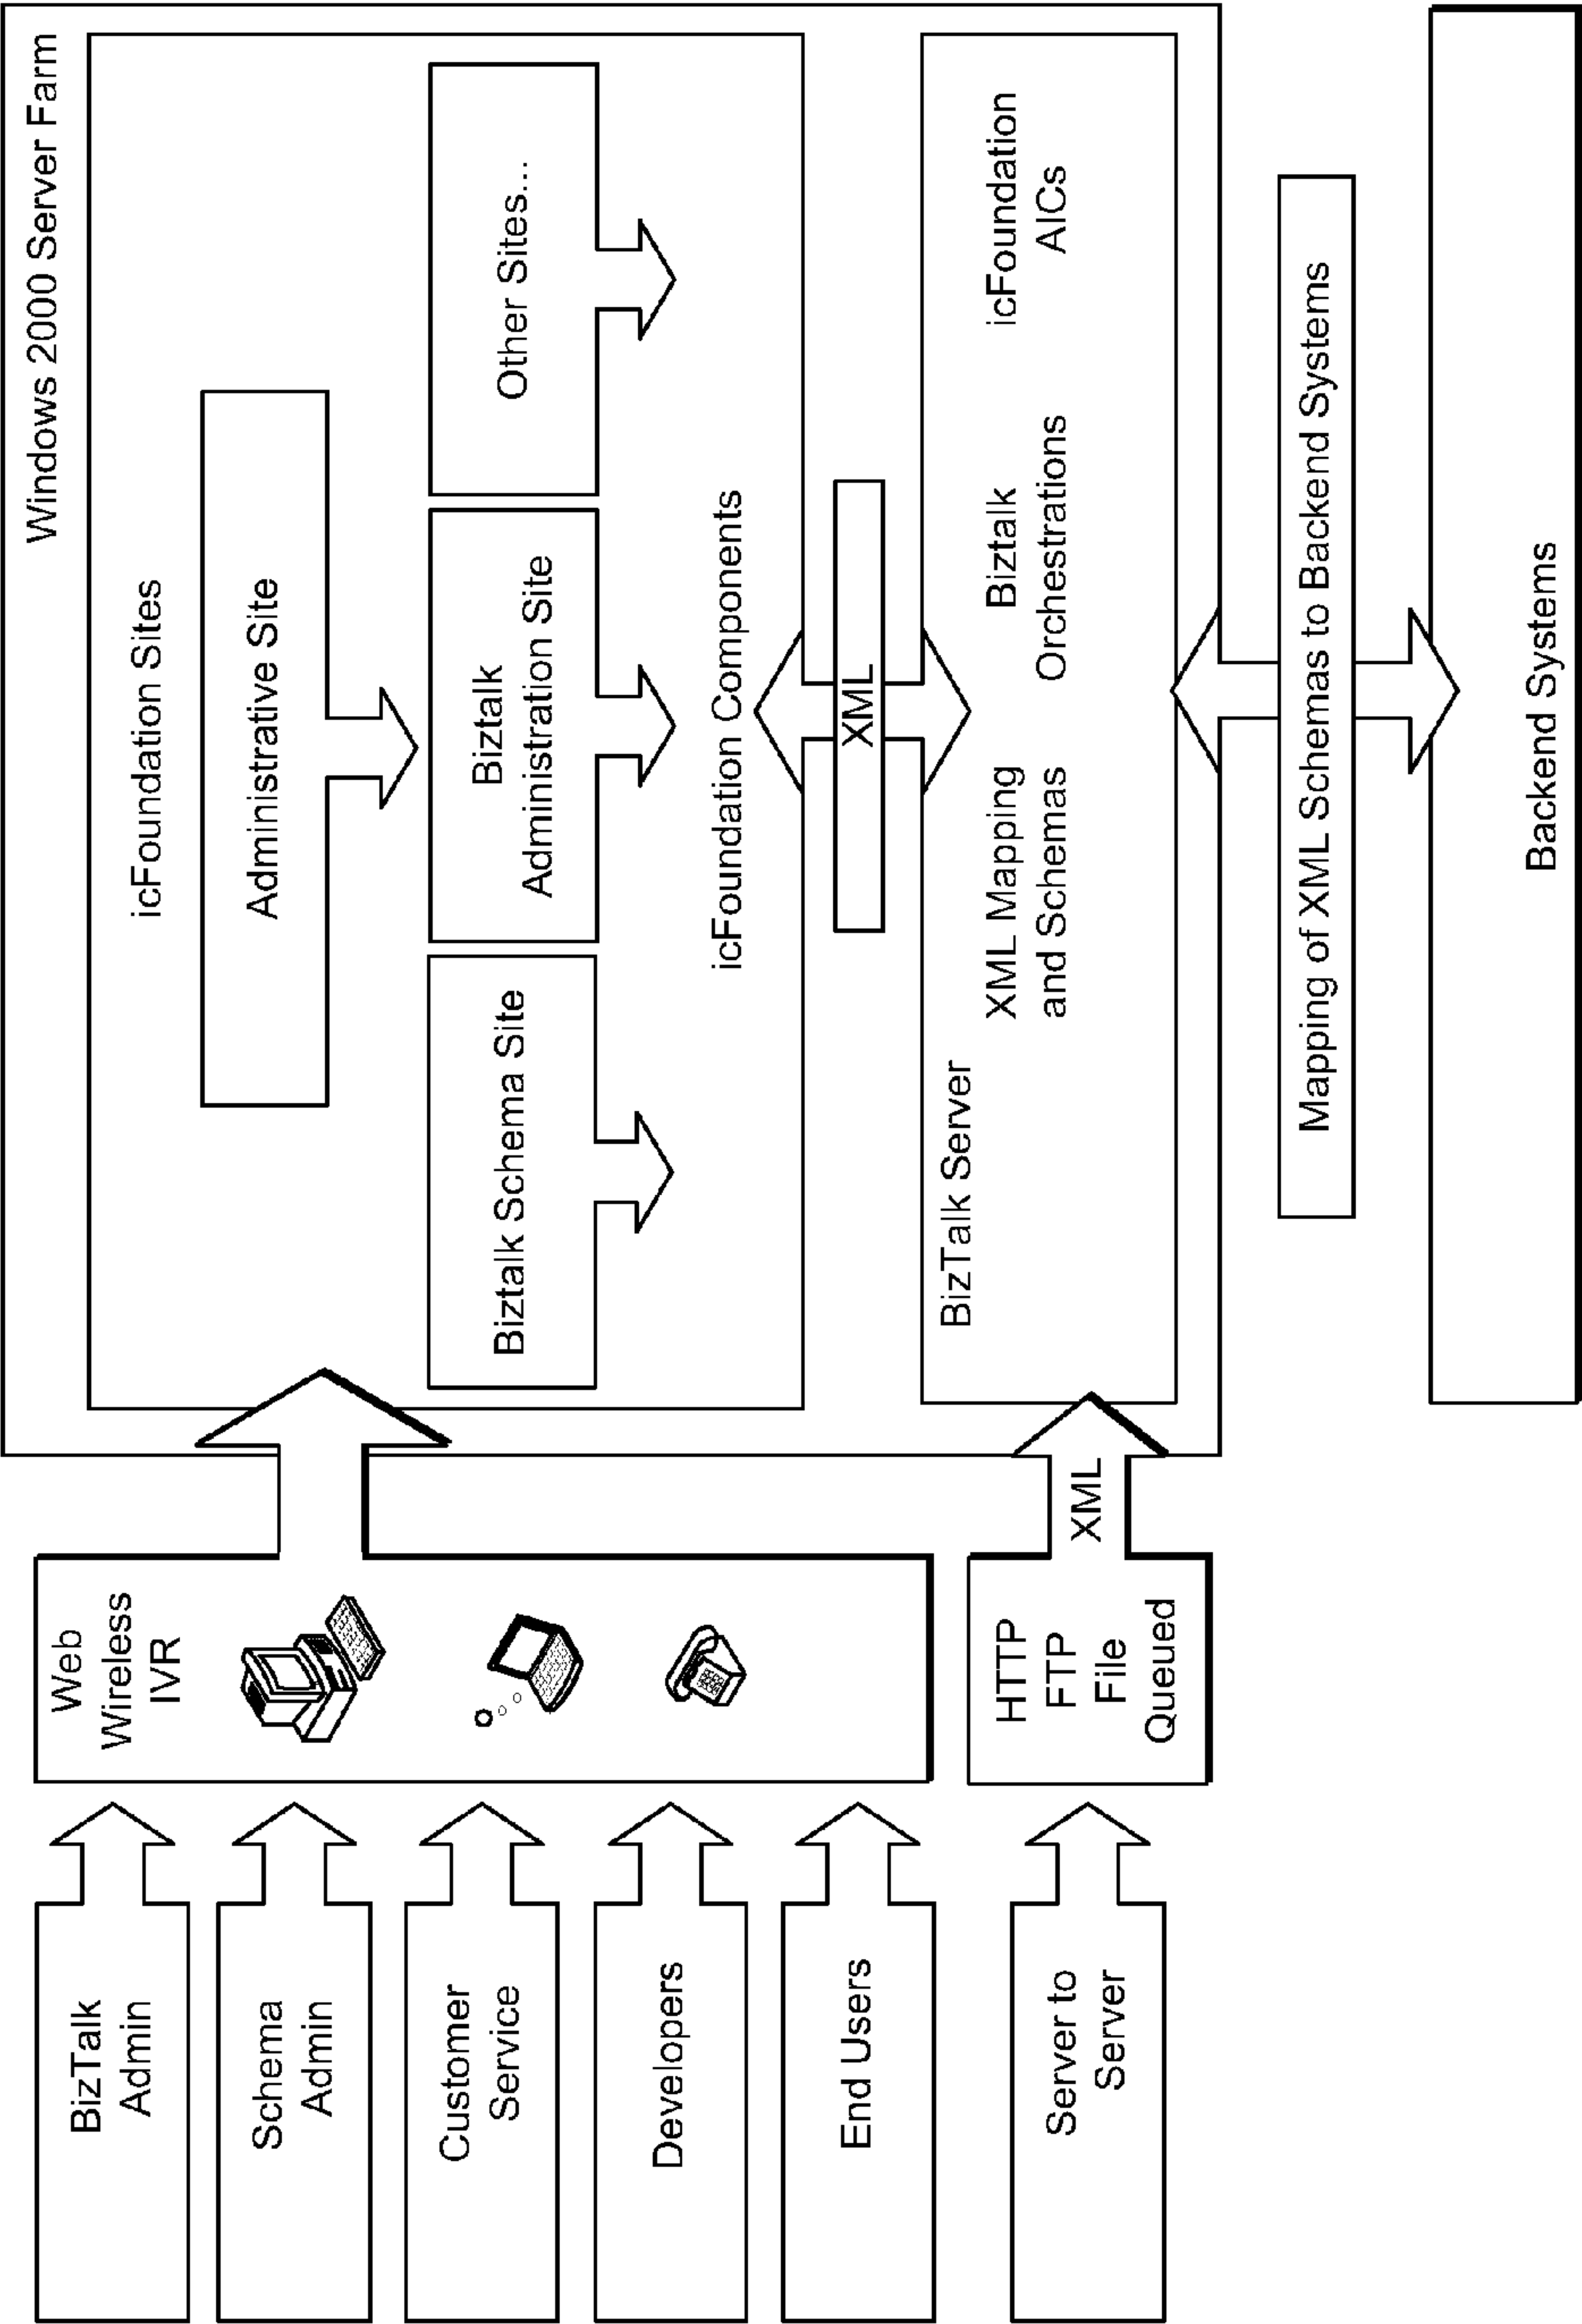 BizTalk
Admin
Schema
Admin
Customer
Service
Developers
End Users
Server to
Server
Web
Wireless
IVR
HTTP
FTP
File
Queued
XML
Windows 2000 Server Farm
icFoundation Sites
Administrative Site
Biztalk Schema Site
Biztalk
Administration Site
Other Sites...
icFoundation Components
XML
BizTalk Server
XML Mapping
and Schemas
Biztalk
Orchestrations
icFoundation
AICs
Mapping of XML Schemas to Backend Systems
Backend Systems